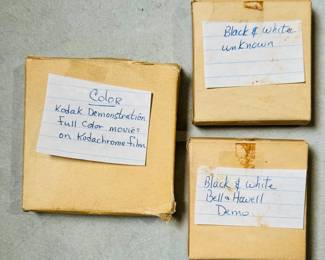 Color
Kodak Demonstration
Full Color movies
on Kodachrome film
Black & White
unknown
Black & White
Bell & Howell
Demo